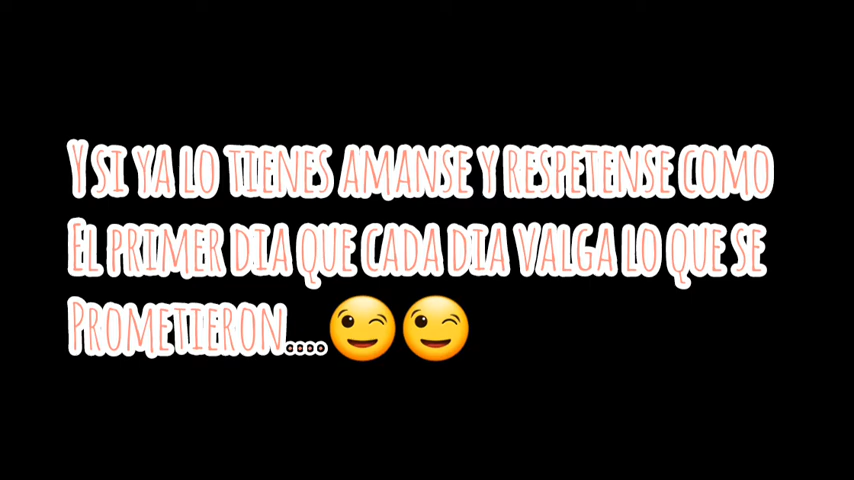 Y si ya lo tienes amanse y respetense como
El primer dia que cada dia valga lo que se
Prometieron....😉😉